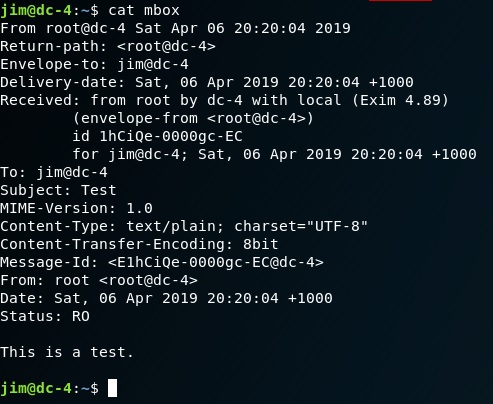 jim@dc-4:~$ cat mbox
From root@dc-4 Sat Apr 06 20:20:04 2019
Return-path: <root@dc-4>
Envelope-to: jim@dc-4
Delivery-date: Sat, 06 Apr 2019 20:20:04 +1000
Received: from root by dc-4 with local (Exim 4.89)
        (envelope-from <root@dc-4>)
        id 1hCiQe-0000gc-EC
        for jim@dc-4; Sat, 06 Apr 2019 20:20:04 +1000
To: jim@dc-4
Subject: Test
MIME-Version: 1.0
Content-Type: text/plain; charset="UTF-8"
Content-Transfer-Encoding: 8bit
Message-Id: <E1hCiQe-0000gc-EC@dc-4>
From: root <root@dc-4>
Date: Sat, 06 Apr 2019 20:20:04 +1000
Status: RO

This is a test.

jim@dc-4:~$